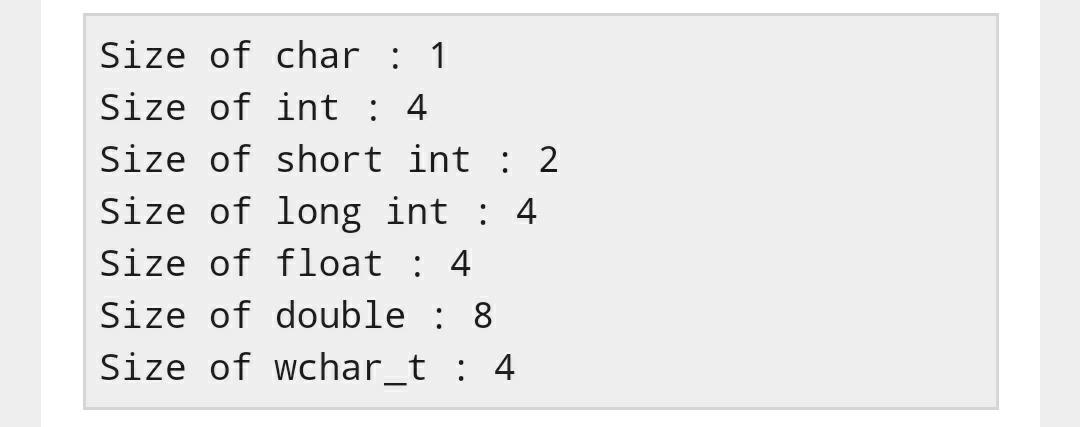 Size of char : 1
Size of int : 4
Size of short int : 2
Size of long int : 4
Size of float : 4
Size of double : 8
Size of wchar_t : 4